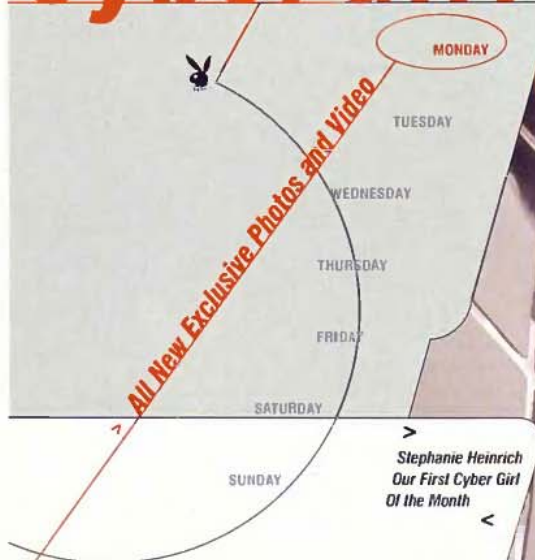 MONDAY
TUESDAY
All New Exclusive Photos and Video
WEDNESDAY
THURSDAY
FRIDAY
SATURDAY
>
Stephanie Heinrich
Our First Cyber Girl
Of the Month
<
SUNDAY